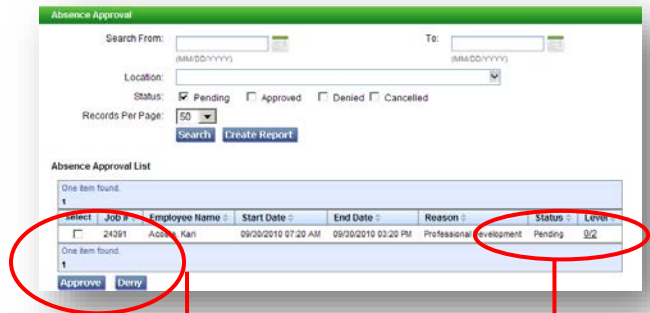 Absence Approval
Search From: To:
(MM/DD/YYYY) (MM/DD/YYYY)
Location:
Status: Pending Approved Denied Cancelled
Records Per Page: 50
Search Create Report
Absence Approval List
One item found.
1
Select Job # Employee Name Start Date End Date Reason Status Level
24391 Acosta, Kari 09/30/2010 07:20 AM 09/30/2010 03:20 PM Professional Development Pending 0/2
One item found.
1
Approve Deny